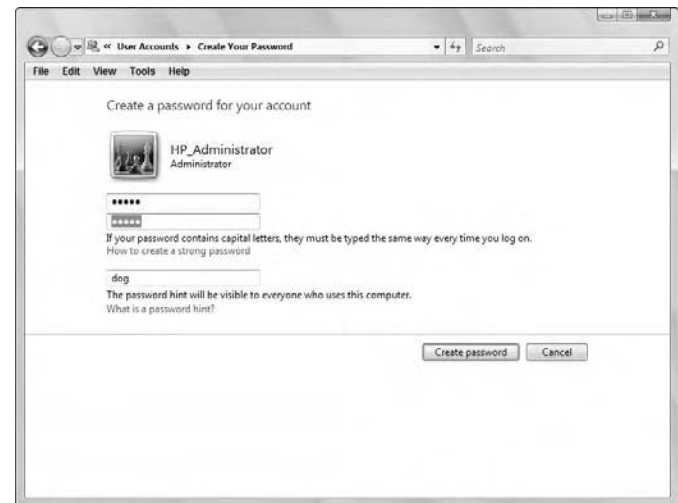 « User Accounts ▸ Create Your Password
Search
File Edit View Tools Help
Create a password for your account
HP_Administrator
Administrator
•••••
•••••
If your password contains capital letters, they must be typed the same way every time you log on.
How to create a strong password
dog
The password hint will be visible to everyone who uses this computer.
What is a password hint?
Create password Cancel